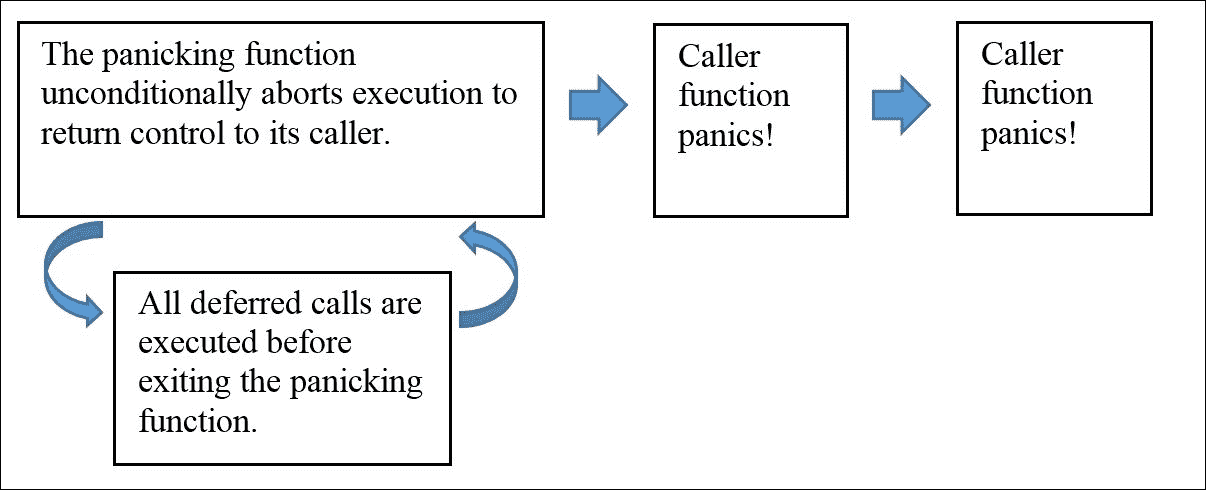 The panicking function
unconditionally aborts execution to
return control to its caller.
Caller
function
panics!
Caller
function
panics!
All deferred calls are
executed before
exiting the panicking
function.